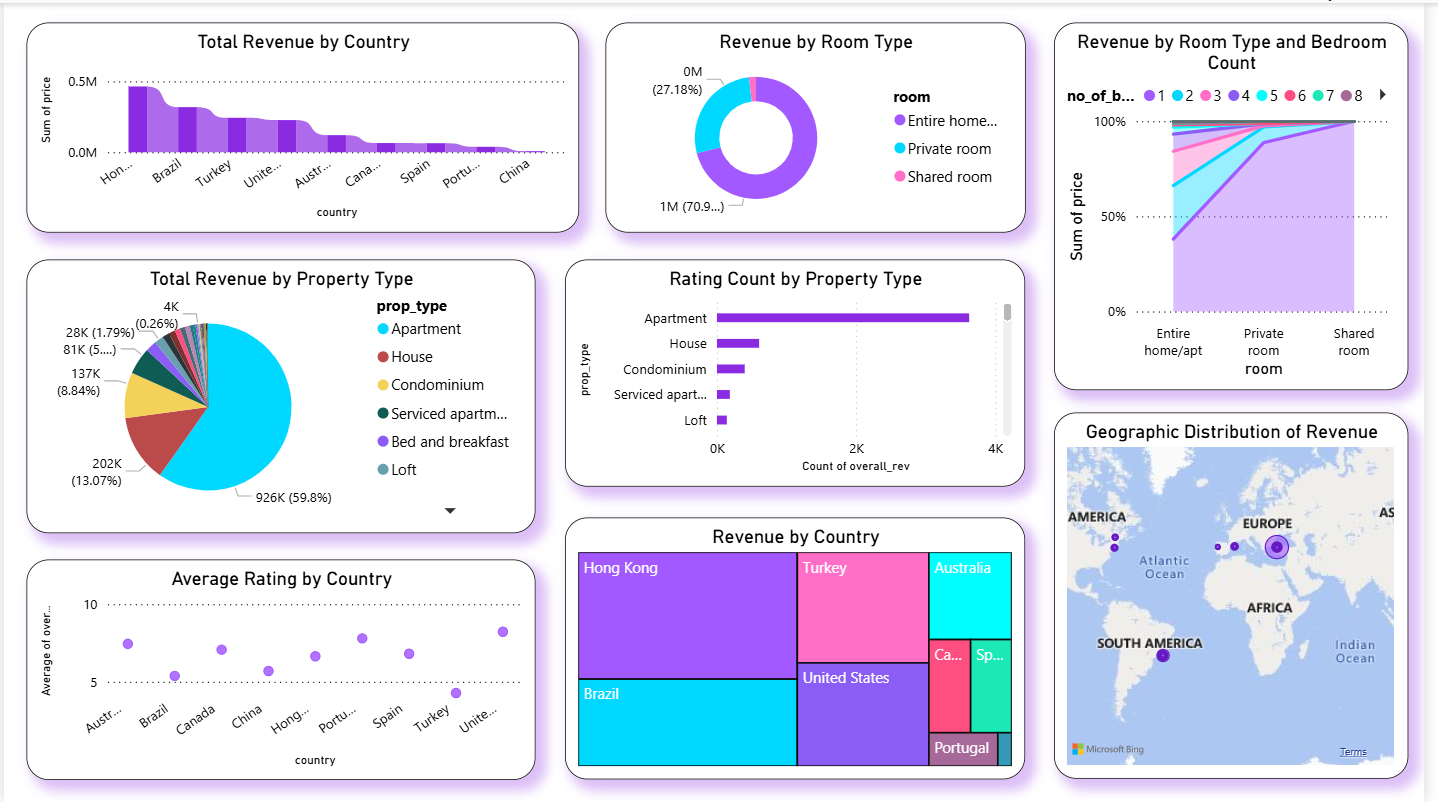 Total Revenue by Country
Sum of price
0.5M
0.0M
Hon...
Brazil
Turkey
Unite...
Austr...
Cana...
Spain
Portu...
China
country
Revenue by Room Type
0M
(27.18%)
1M (70.9...)
room
Entire home...
Private room
Shared room
Revenue by Room Type and Bedroom
Count
no_of_b... 1 2 3 4 5 6 7 8
Sum of price
100%
50%
0%
Entire
home/apt
Private
room
Shared
room
room
Total Revenue by Property Type
4K
(0.26%)
28K (1.79%)
81K (5....)
137K
(8.84%)
202K
(13.07%)
926K (59.8%)
prop_type
Apartment
House
Condominium
Serviced apartm...
Bed and breakfast
Loft
Rating Count by Property Type
prop_type
Apartment
House
Condominium
Serviced apart...
Loft
0K 2K 4K
Count of overall_rev
Geographic Distribution of Revenue
AMERICA
EUROPE
AS
Atlantic
Ocean
AFRICA
SOUTH AMERICA
Indian
Ocean
Microsoft Bing
Terms
Average Rating by Country
Average of over...
10
5
Austr...
Brazil
Canada
China
Hong...
Portu...
Spain
Turkey
Unite...
country
Revenue by Country
Hong Kong
Turkey
Australia
Ca...
Sp...
Brazil
United States
Portugal